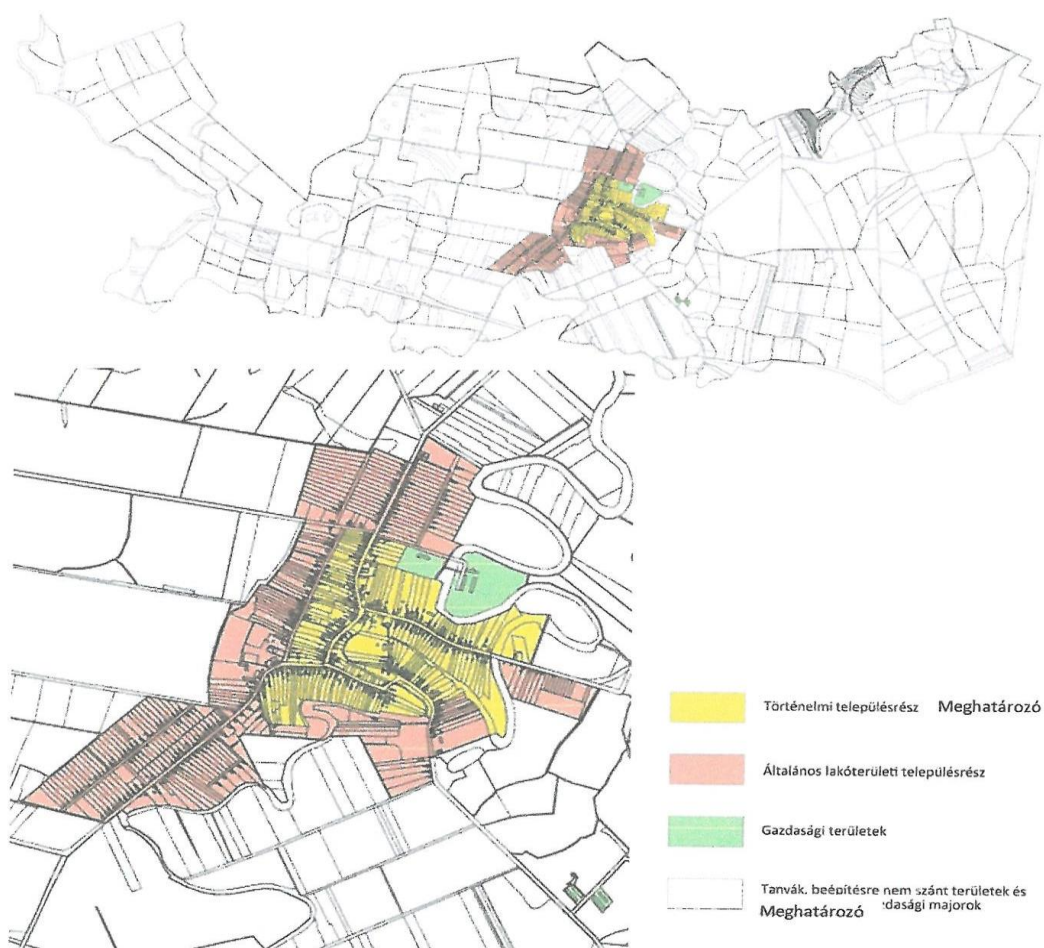 Történelmi településrész Meghatározó
Általános lakóterületi településrész
Gazdasági területek
Tanyák, beépítésre nem szánt területek és
Meghatározó dasági majorok